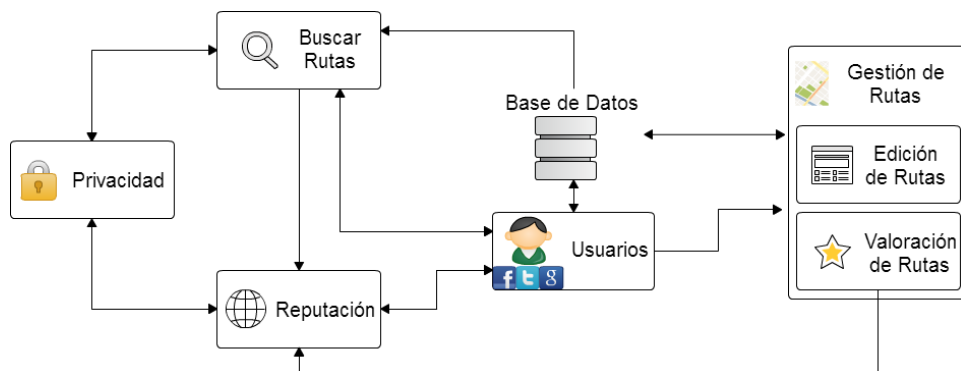 Buscar
Rutas
Base de Datos
Gestión de
Rutas
Privacidad
Edición
de Rutas
Usuarios
f t g
Valoración
de Rutas
Reputación